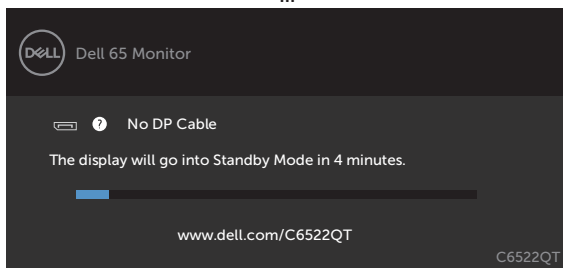 ...
DELL
Dell 65 Monitor
? No DP Cable
The display will go into Standby Mode in 4 minutes.
www.dell.com/C6522QT
C6522QT